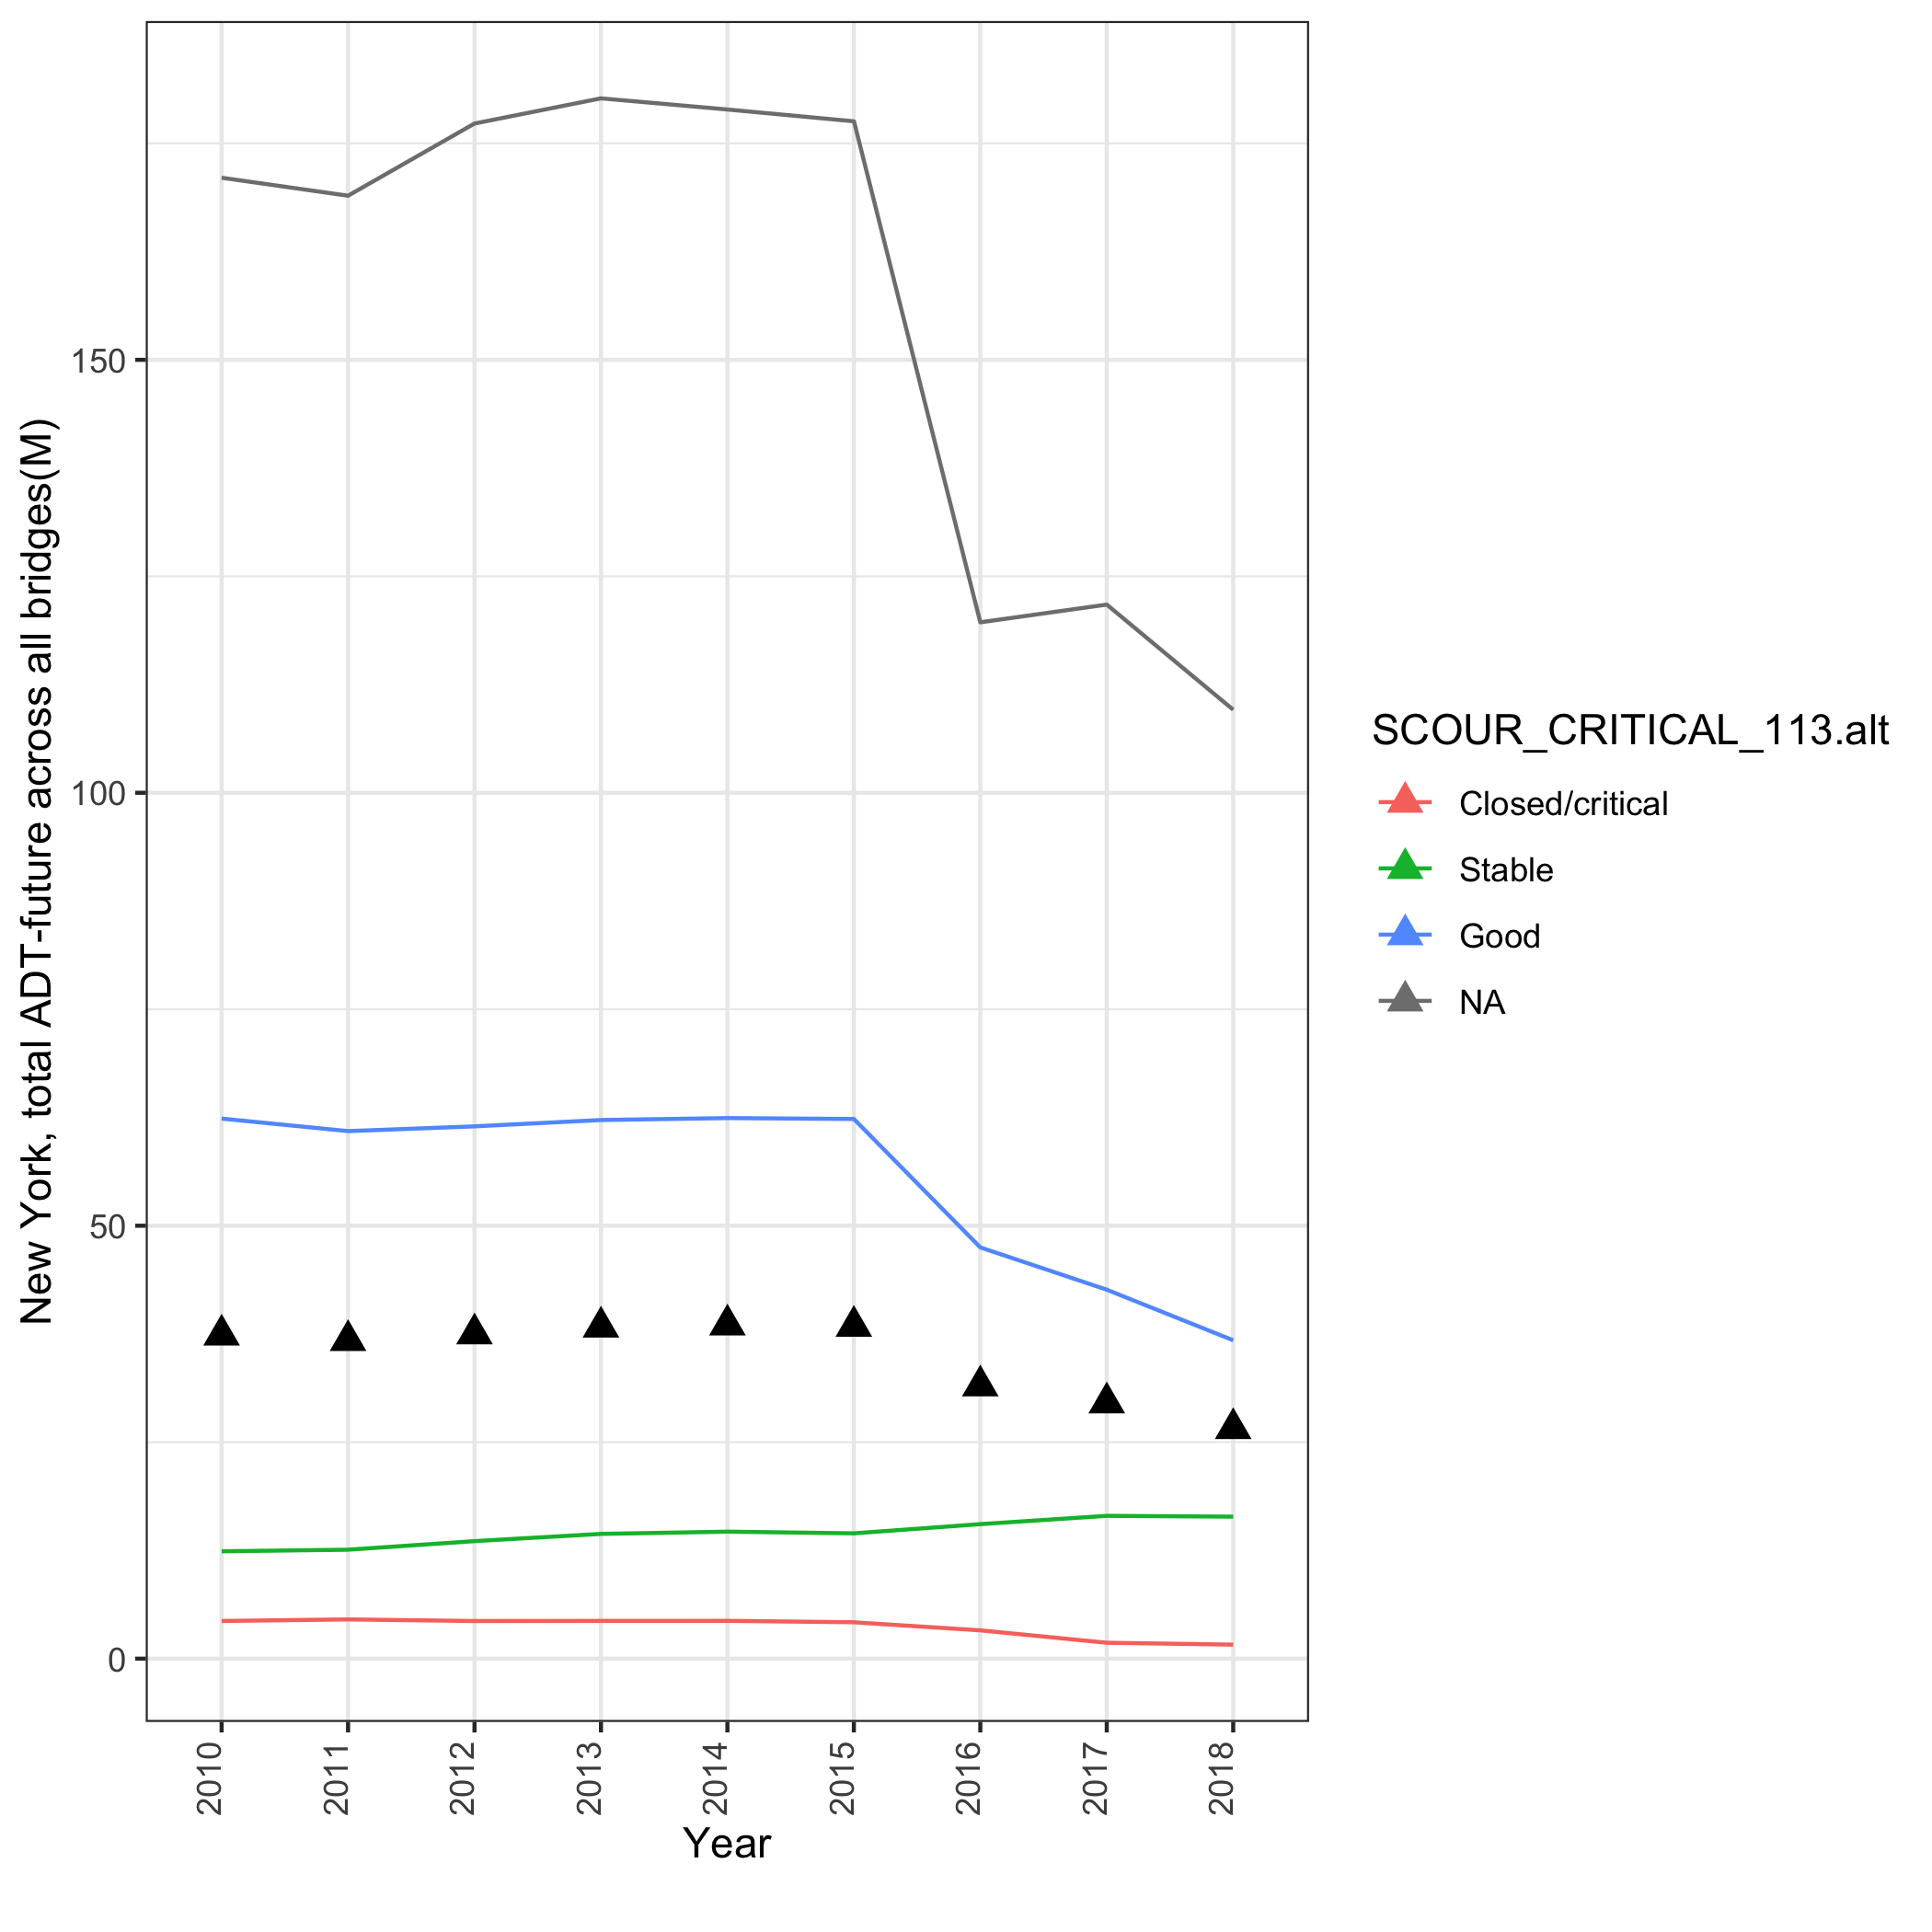 New York, total ADT-future across all bridges(M)
150
100
50
0
2010
2011
2012
2013
2014
2015
2016
2017
2018
Year
SCOUR_CRITICAL_113.alt
Closed/critical
Stable
Good
NA